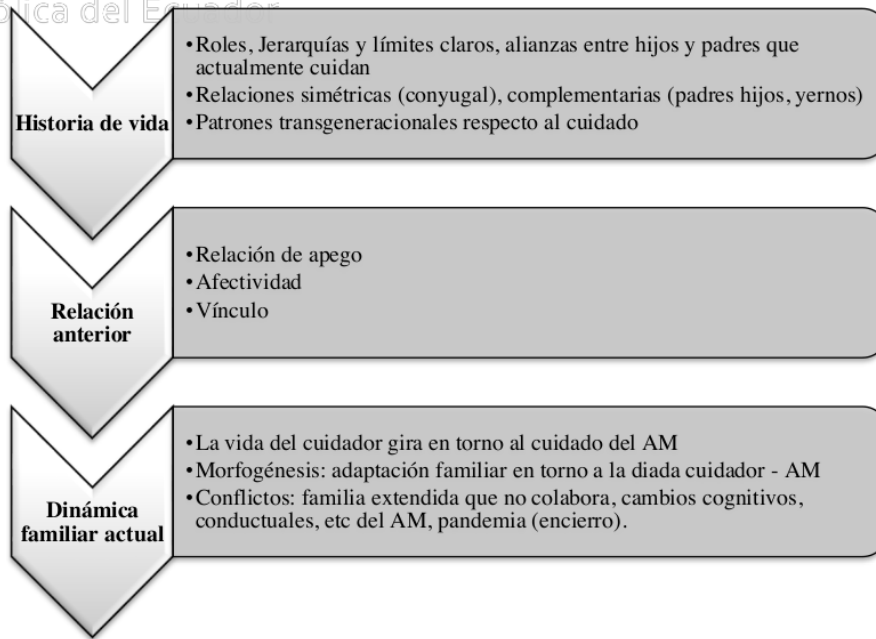 ólica del Ecuador
Historia de vida
•Roles, Jerarquías y límites claros, alianzas entre hijos y padres que
actualmente cuidan
•Relaciones simétricas (conyugal), complementarias (padres hijos, yernos)
•Patrones transgeneracionales respecto al cuidado
Relación
anterior
•Relación de apego
•Afectividad
•Vínculo
Dinámica
familiar actual
•La vida del cuidador gira en torno al cuidado del AM
•Morfogénesis: adaptación familiar en torno a la diada cuidador - AM
•Conflictos: familia extendida que no colabora, cambios cognitivos,
conductuales, etc del AM, pandemia (encierro).